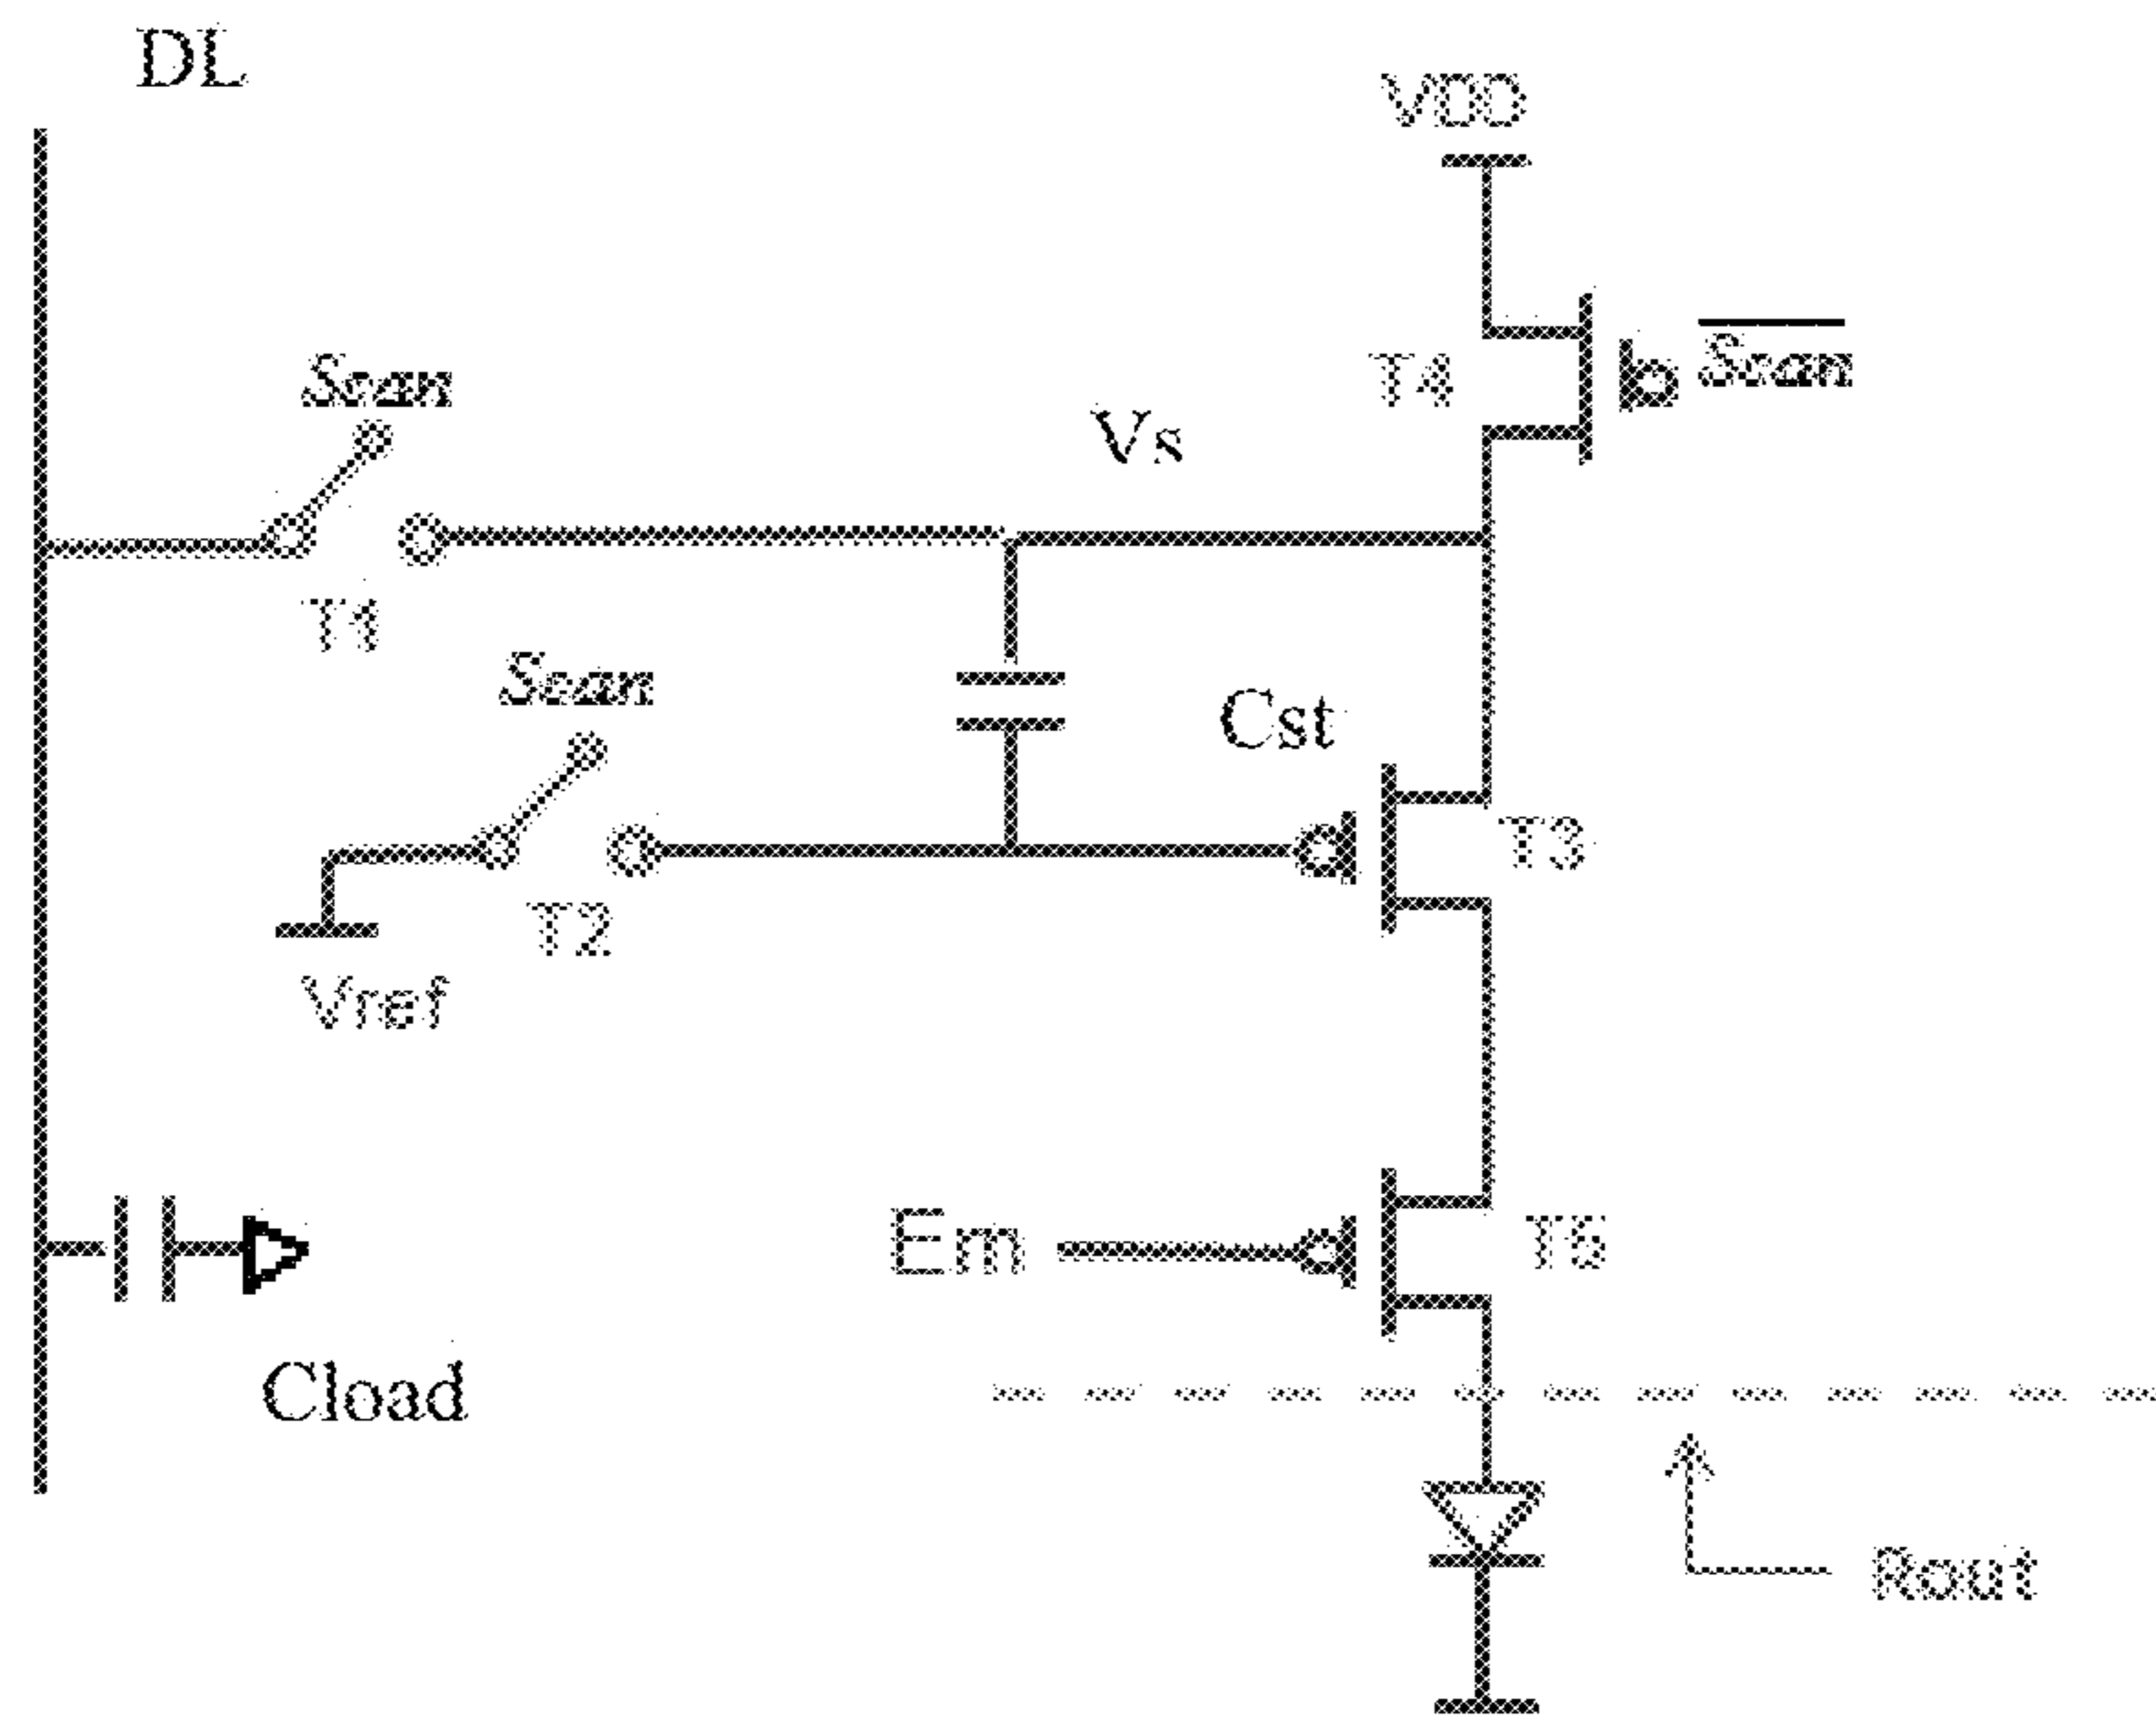 DL
VDD
Scan
T4
Scan
Vs
T1
Scan
Cst
T3
T2
Vref
Em
T5
Cload
Rout